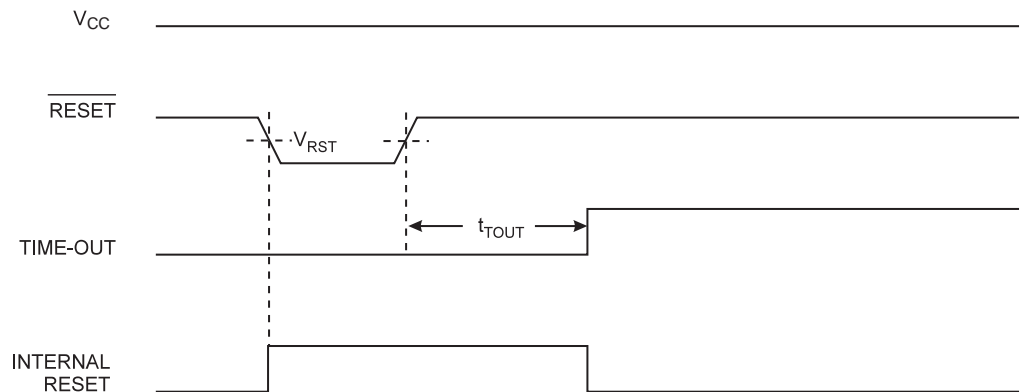 VCC
RESET
VRST
tTOUT
TIME-OUT
INTERNAL
RESET